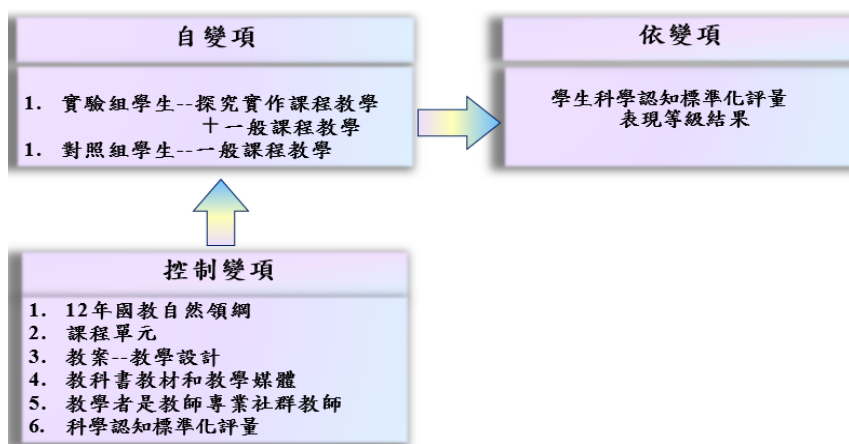 自變項
1. 實驗組學生--探究實作課程教學
＋一般課程教學
1. 對照組學生--一般課程教學
依變項
學生科學認知標準化評量
表現等級結果
控制變項
1. 12年國教自然領綱
2. 課程單元
3. 教案--教學設計
4. 教科書教材和教學媒體
5. 教學者是教師專業社群教師
6. 科學認知標準化評量